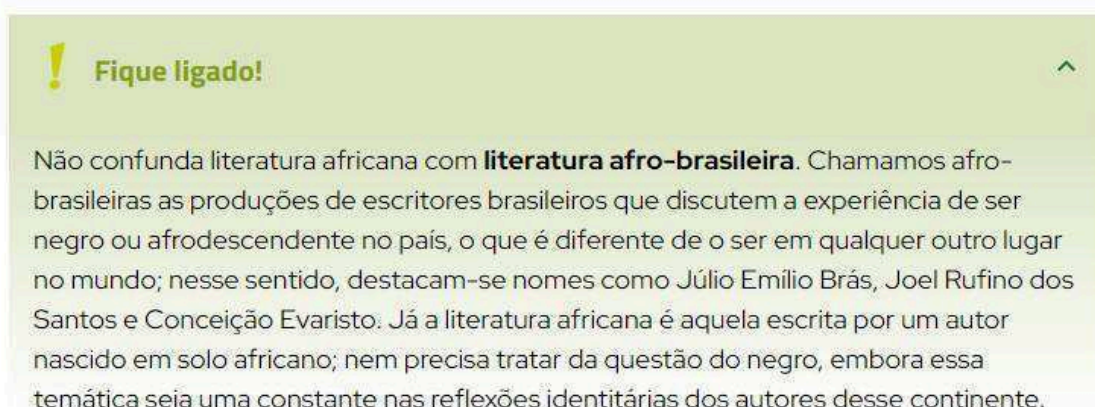 Fique ligado!
Não confunda literatura africana com literatura afro-brasileira. Chamamos afro-
brasileiras as produções de escritores brasileiros que discutem a experiência de ser
negro ou afrodescendente no país, o que é diferente de o ser em qualquer outro lugar
no mundo; nesse sentido, destacam-se nomes como Júlio Emílio Brás, Joel Rufino dos
Santos e Conceição Evaristo. Já a literatura africana é aquela escrita por um autor
nascido em solo africano; nem precisa tratar da questão do negro, embora essa
temática seja uma constante nas reflexões identitárias dos autores desse continente.